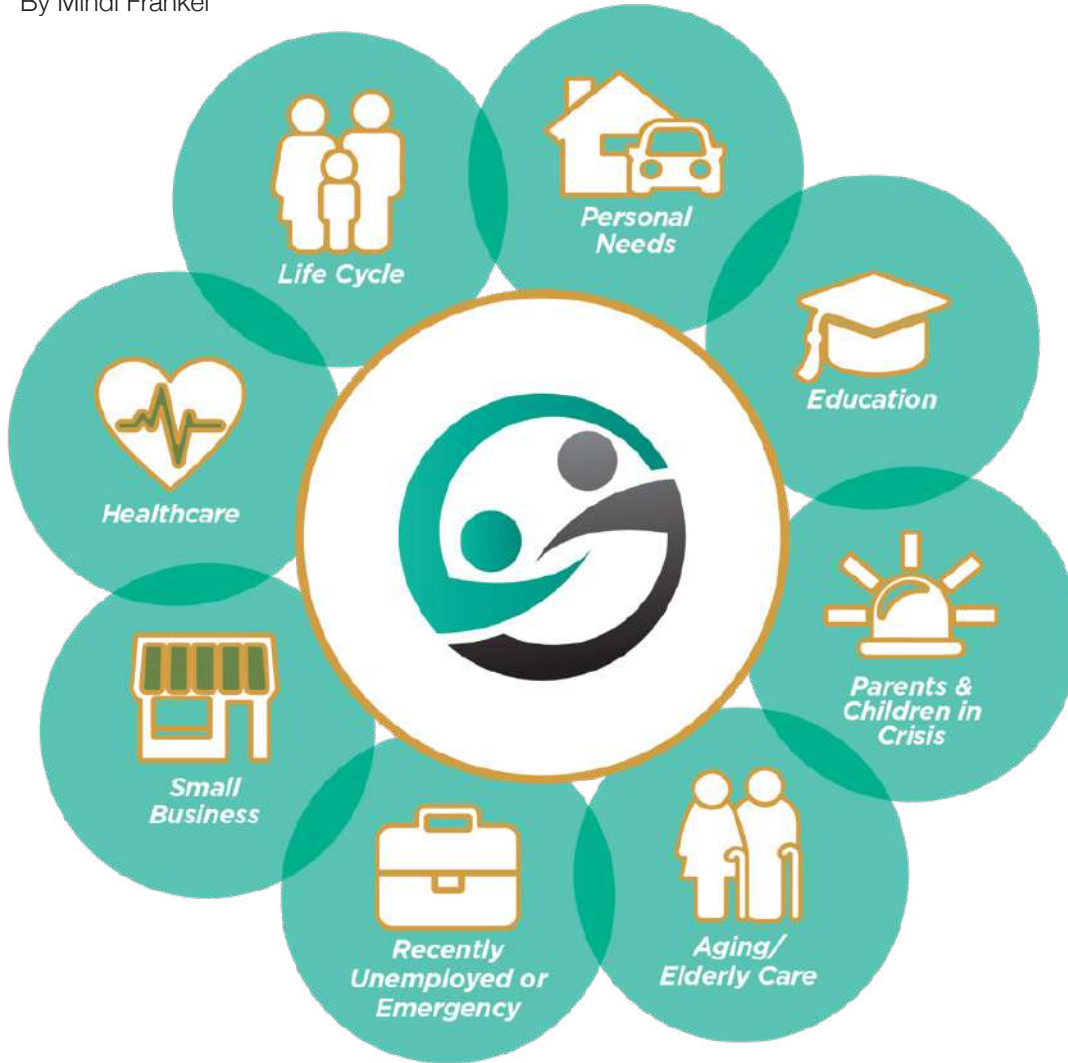 By Mindi Frankel
Life Cycle
Personal
Needs
Education
Healthcare
Parents &
Children in
Crisis
Small
Business
Recently
Unemployed or
Emergency
Aging/
Elderly Care